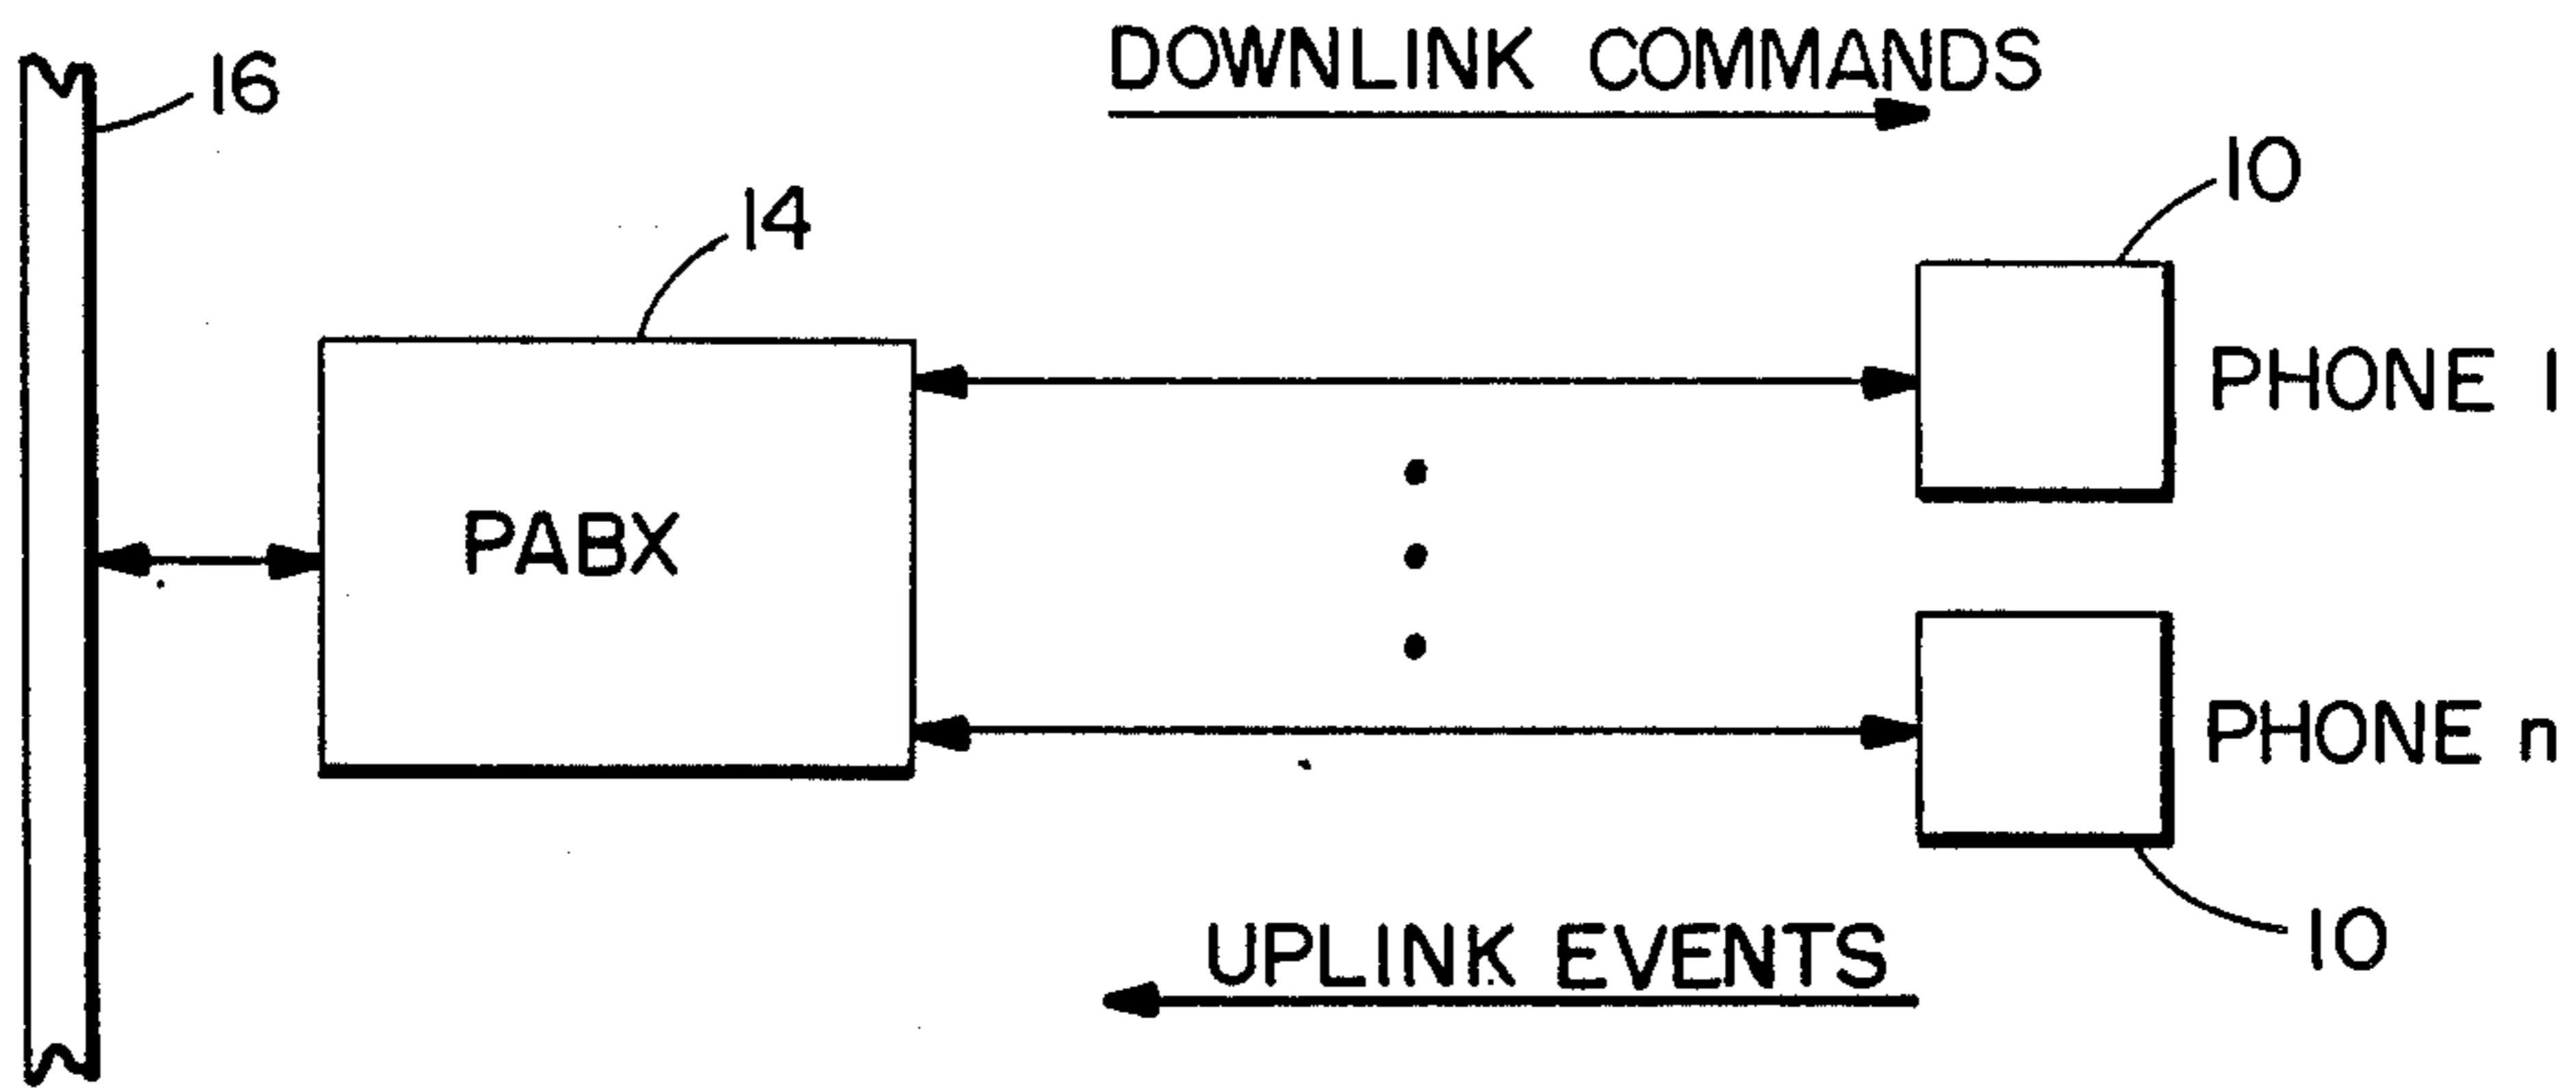 DOWNLINK COMMANDS
16
10
14
PHONE 1
PABX
PHONE n
UPLINK EVENTS
10